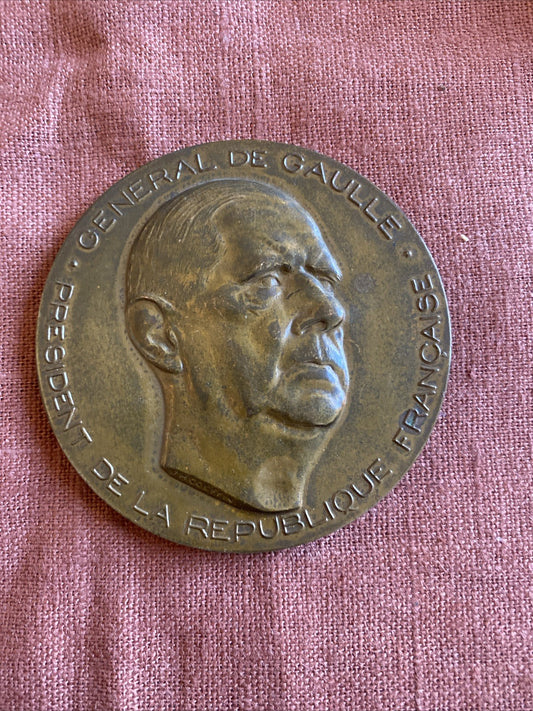 GENERAL DE GAULLE
PRESIDENT DE LA REPUBLIQUE FRANÇAISE